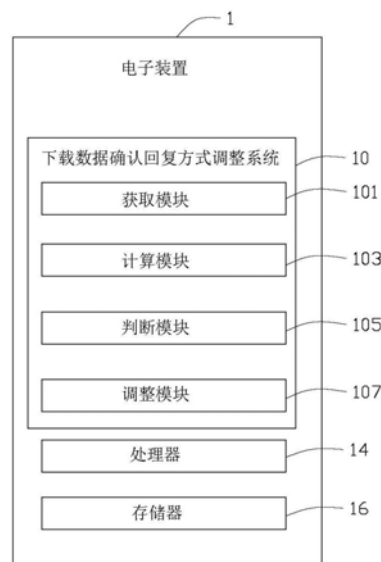 1
电子装置
下载数据确认回复方式调整系统
10
获取模块
101
计算模块
103
判断模块
105
调整模块
107
处理器
14
存储器
16